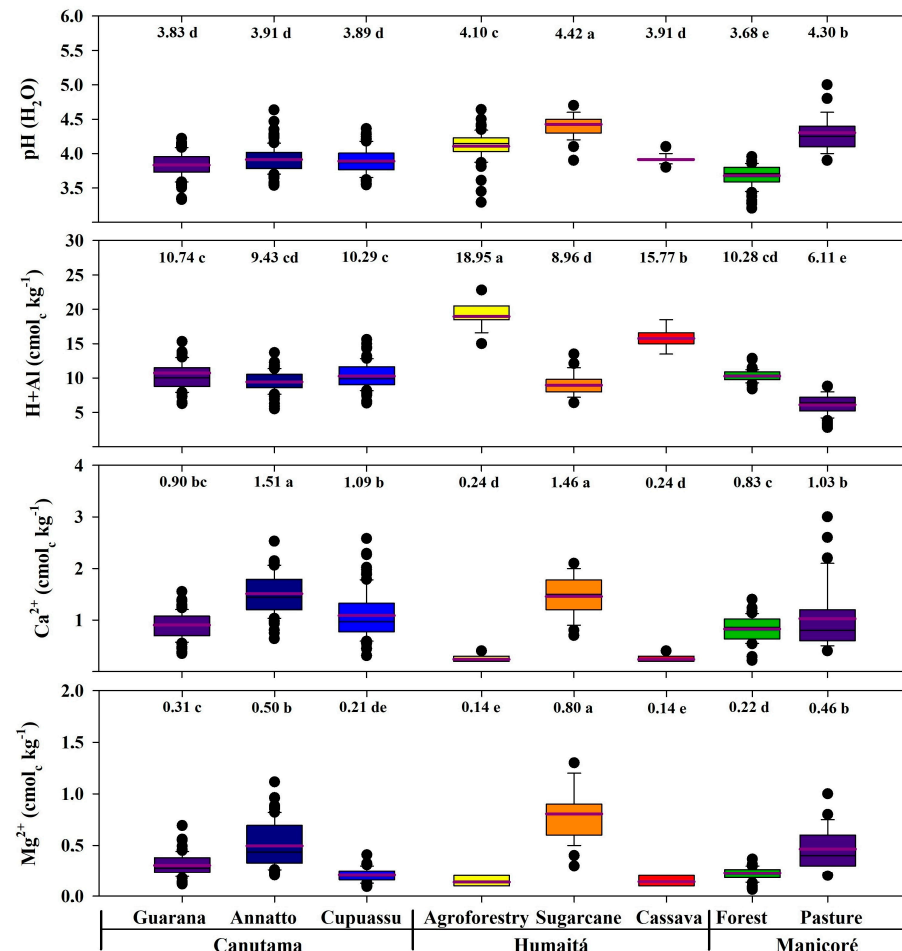 6.0
3.83 d 3.91 d 3.89 d 4.10 c 4.42 a 3.91 d 3.68 e 4.30 b
5.5
5.0
4.5
4.0
3.5
pH (H₂O)
30
10.74 c 9.43 cd 10.29 c 18.95 a 8.96 d 15.77 b 10.28 cd 6.11 e
25
20
15
10
5
H+Al (cmol꜀ kg⁻¹)
4
0.90 bc 1.51 a 1.09 b 0.24 d 1.46 a 0.24 d 0.83 c 1.03 b
3
2
1
Ca²⁺ (cmol꜀ kg⁻¹)
2.0
0.31 c 0.50 b 0.21 de 0.14 e 0.80 a 0.14 e 0.22 d 0.46 b
1.5
1.0
0.5
0.0
Mg²⁺ (cmol꜀ kg⁻¹)
Guarana Annatto Cupuassu Agroforestry Sugarcane Cassava Forest Pasture
Canutama Humaitá Manicoré